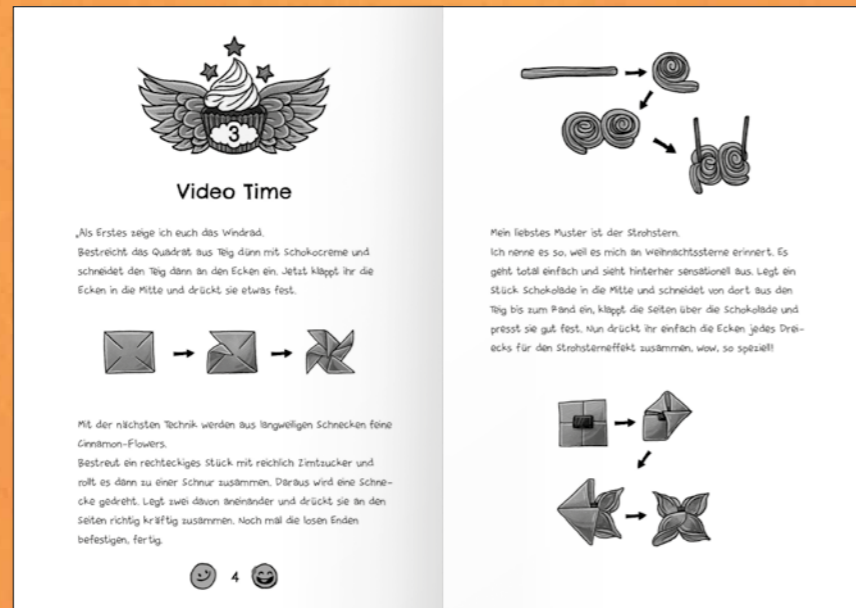 3
Video Time
„Als Erstes zeige ich euch das Windrad.
Bestreicht das Quadrat aus Teig dünn mit Schokocreme und
schneidet den Teig dann an den Ecken ein. Jetzt klappt ihr die
Ecken in die Mitte und drückt sie etwas fest.
Mit der nächsten Technik werden aus langweiligen Schnecken feine
Cinnamon-Flowers.
Bestreut ein rechteckiges Stück mit reichlich Zimtzucker und
rollt es dann zu einer Schnur zusammen. Daraus wird eine Schne-
cke gedreht. Legt zwei davon aneinander und drückt sie an den
Seiten richtig kräftig zusammen. Noch mal die losen Enden
befestigen, fertig.
4
Mein liebstes Muster ist der Strohstern.
Ich nenne es so, weil es mich an Weihnachtssterne erinnert. Es
geht total einfach und sieht hinterher sensationell aus. Legt ein
Stück Schokolade in die Mitte und schneidet von dort aus den
Teig bis zum Rand ein, klappt die Seiten über die Schokolade und
presst sie gut fest. Nun drückt ihr einfach die Ecken jedes Drei-
ecks für den Strohsterneffekt zusammen, wow, so speziell!